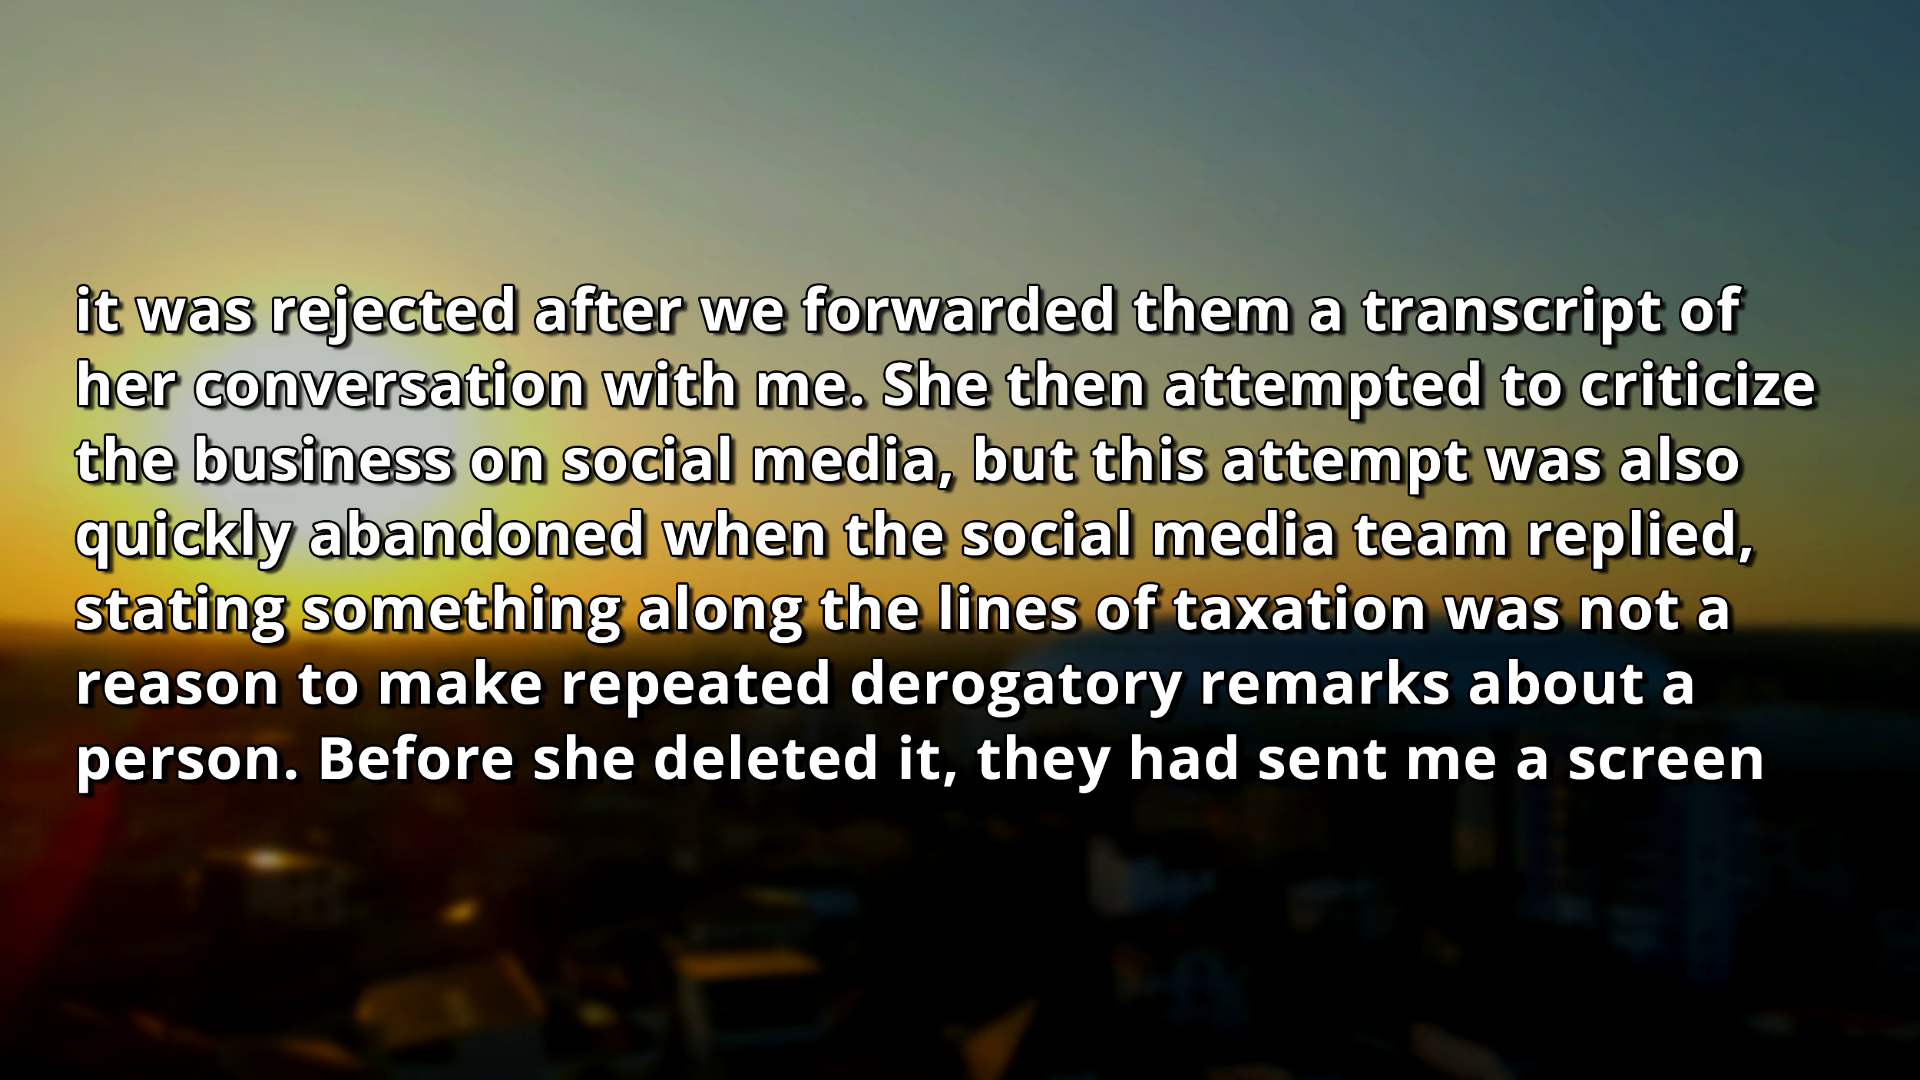 it was rejected after we forwarded them a transcript of
her conversation with me. She then attempted to criticize
the business on social media, but this attempt was also
quickly abandoned when the social media team replied,
stating something along the lines of taxation was not a
reason to make repeated derogatory remarks about a
person. Before she deleted it, they had sent me a screen